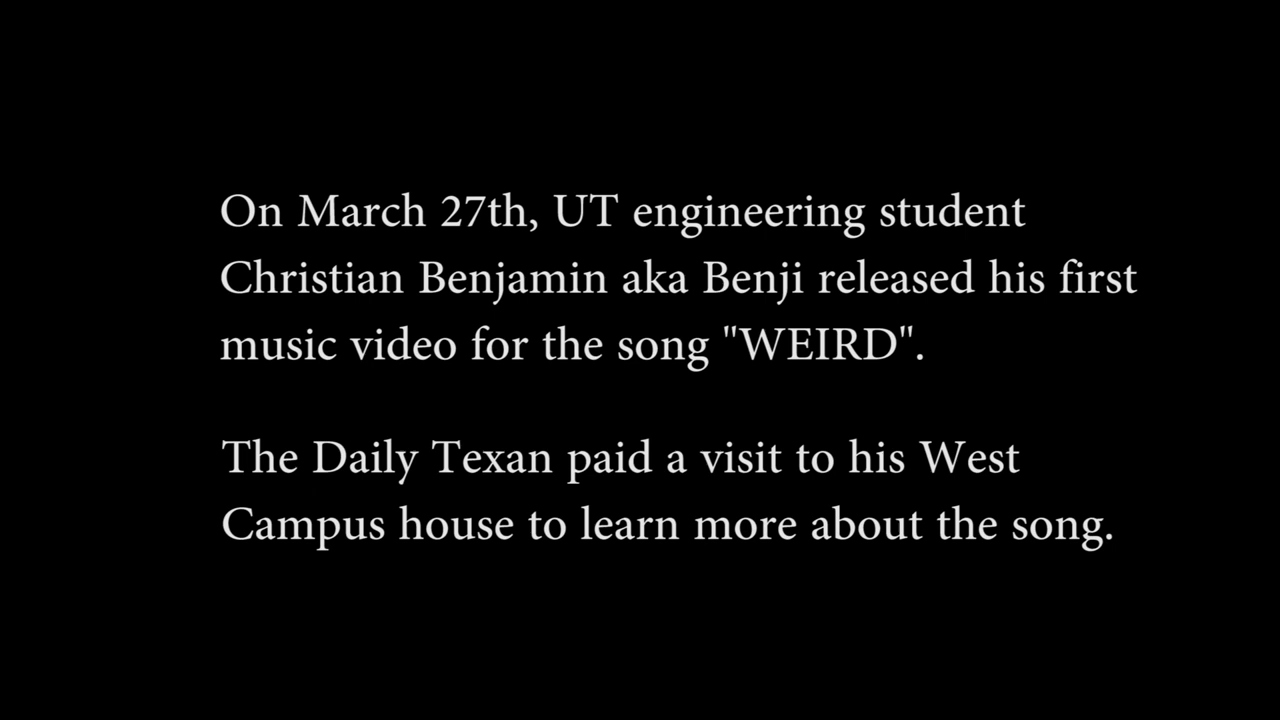 On March 27th, UT engineering student
Christian Benjamin aka Benji released his first
music video for the song "WEIRD".
The Daily Texan paid a visit to his West
Campus house to learn more about the song.